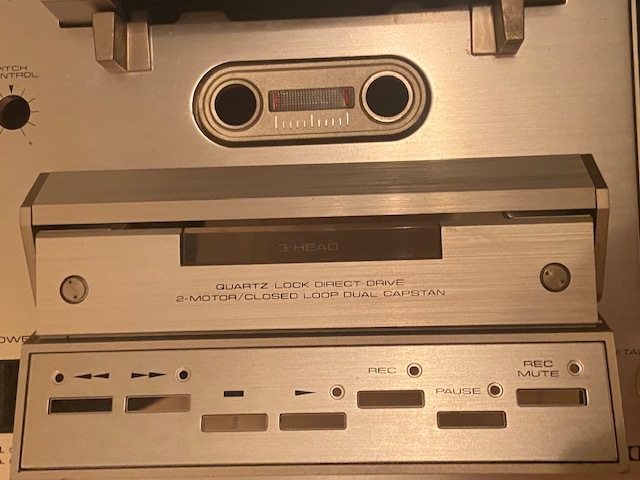 PITCH
CONTROL
3-HEAD
QUARTZ LOCK DIRECT DRIVE
2-MOTOR/CLOSED LOOP DUAL CAPSTAN
REC
PAUSE
REC
MUTE